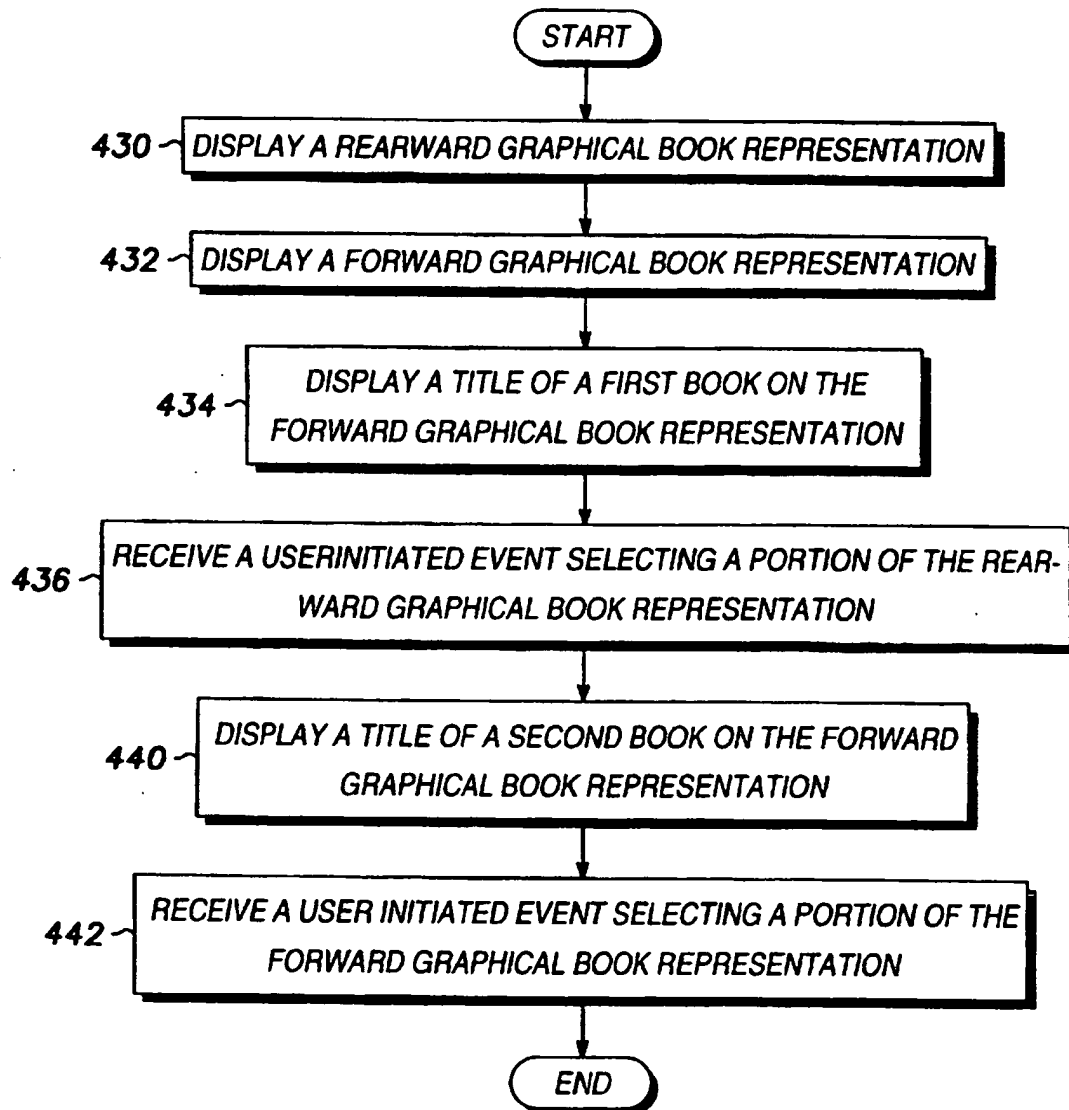 START
430 DISPLAY A REARWARD GRAPHICAL BOOK REPRESENTATION
432 DISPLAY A FORWARD GRAPHICAL BOOK REPRESENTATION
DISPLAY A TITLE OF A FIRST BOOK ON THE
434
FORWARD GRAPHICAL BOOK REPRESENTATION
RECEIVE A USERINITIATED EVENT SELECTING A PORTION OF THE REAR-
436
WARD GRAPHICAL BOOK REPRESENTATION
DISPLAY A TITLE OF A SECOND BOOK ON THE FORWARD
440
GRAPHICAL BOOK REPRESENTATION
RECEIVE A USER INITIATED EVENT SELECTING A PORTION OF THE
442
FORWARD GRAPHICAL BOOK REPRESENTATION
END